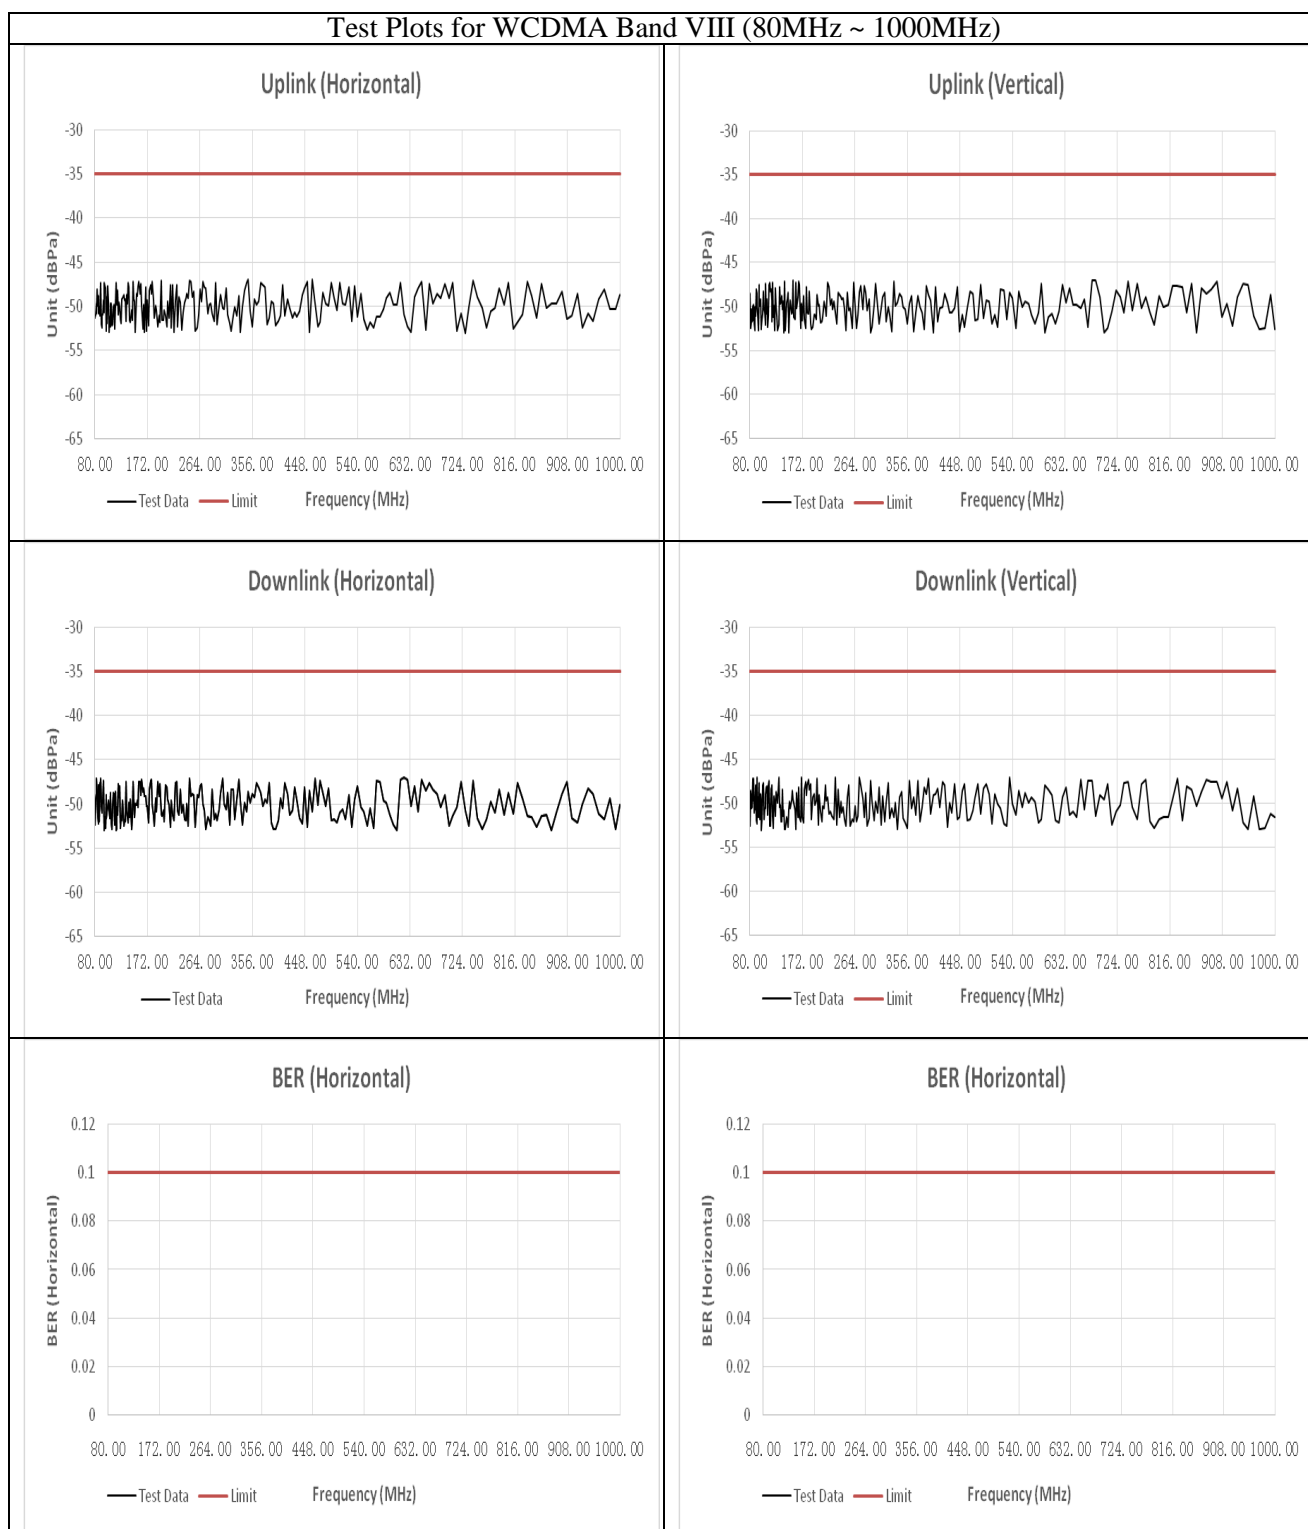 Test Plots for WCDMA Band VIII (80MHz ~ 1000MHz)
Uplink (Horizontal)
-30
-35
-40
-45
-50
-55
-60
-65
Unit (dBPa)
80.00 172.00 264.00 356.00 448.00 540.00 632.00 724.00 816.00 908.00 1000.00
Test Data Limit Frequency (MHz)
Uplink (Vertical)
-30
-35
-40
-45
-50
-55
-60
-65
Unit (dBPa)
80.00 172.00 264.00 356.00 448.00 540.00 632.00 724.00 816.00 908.00 1000.00
Test Data Limit Frequency (MHz)
Downlink (Horizontal)
-30
-35
-40
-45
-50
-55
-60
-65
Unit (dBPa)
80.00 172.00 264.00 356.00 448.00 540.00 632.00 724.00 816.00 908.00 1000.00
Test Data Frequency (MHz)
Downlink (Vertical)
-30
-35
-40
-45
-50
-55
-60
-65
Unit (dBPa)
80.00 172.00 264.00 356.00 448.00 540.00 632.00 724.00 816.00 908.00 1000.00
Test Data Limit Frequency (MHz)
BER (Horizontal)
0.12
0.1
0.08
0.06
0.04
0.02
0
BER (Horizontal)
80.00 172.00 264.00 356.00 448.00 540.00 632.00 724.00 816.00 908.00 1000.00
Test Data Limit Frequency (MHz)
BER (Horizontal)
0.12
0.1
0.08
0.06
0.04
0.02
0
BER (Horizontal)
80.00 172.00 264.00 356.00 448.00 540.00 632.00 724.00 816.00 908.00 1000.00
Test Data Limit Frequency (MHz)